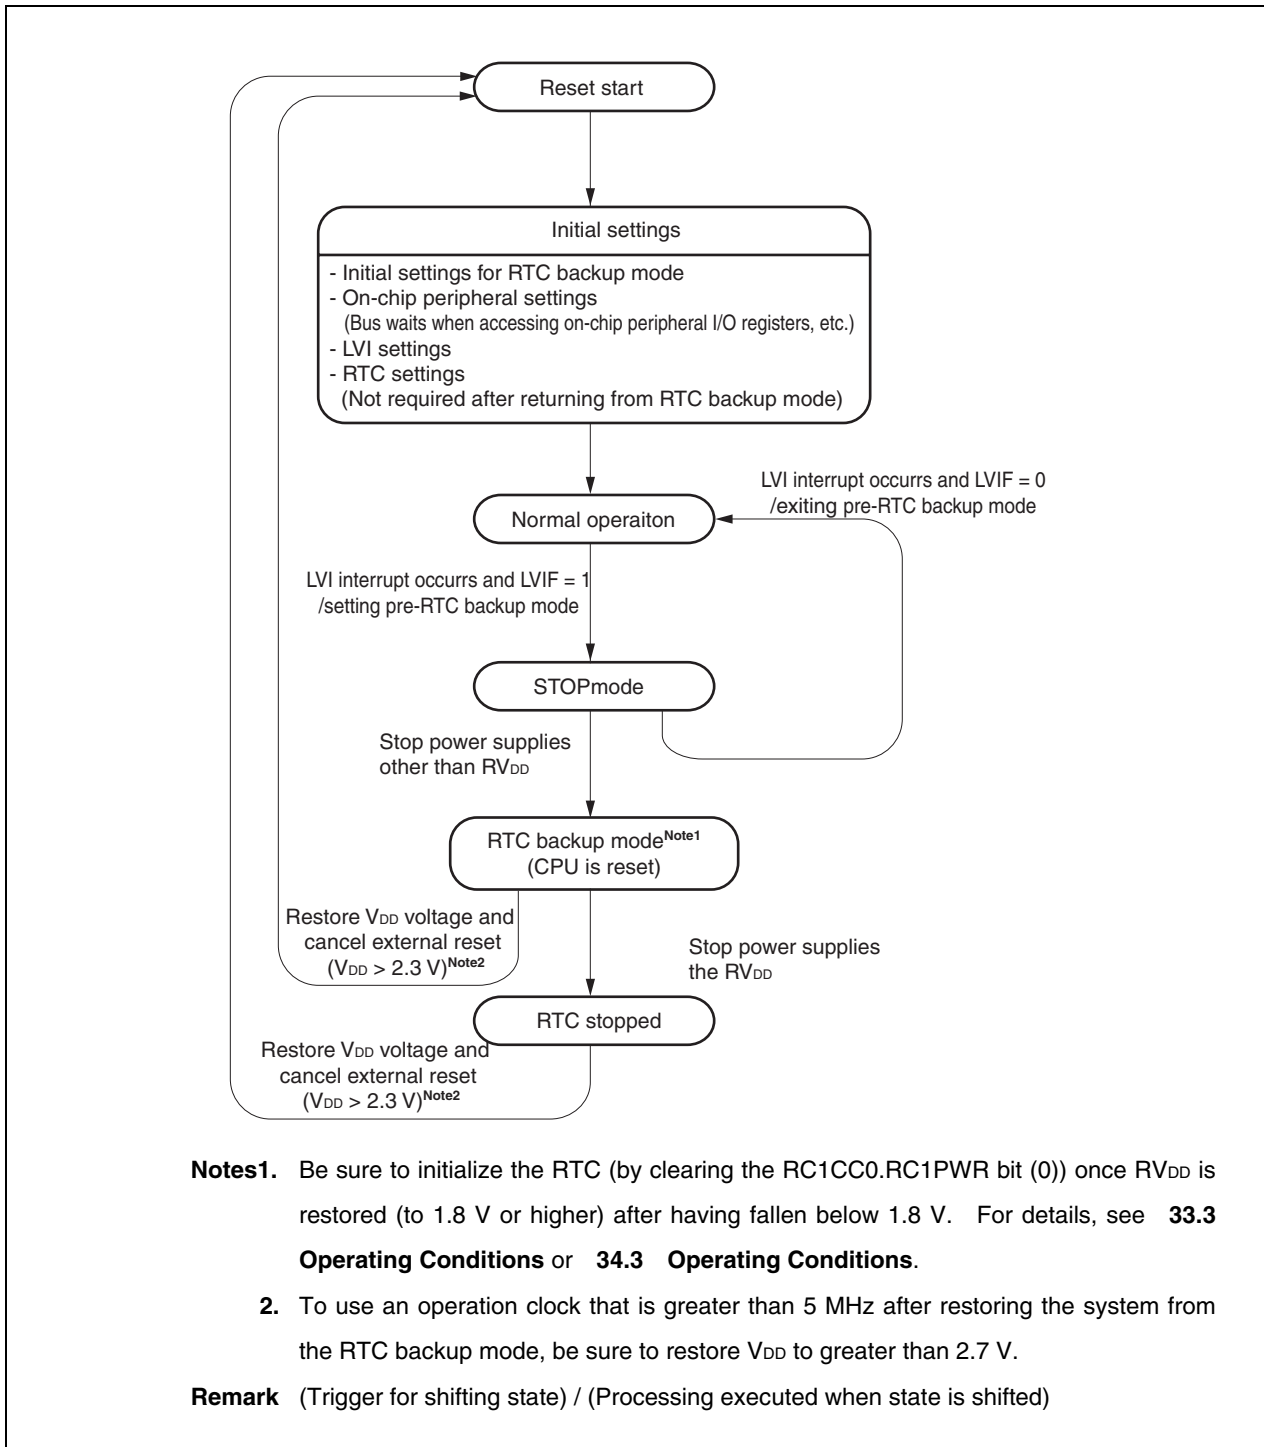 Reset start
Initial settings
- Initial settings for RTC backup mode
- On-chip peripheral settings
(Bus waits when accessing on-chip peripheral I/O registers, etc.)
- LVI settings
- RTC settings
(Not required after returning from RTC backup mode)
LVI interrupt occurrs and LVIF = 0
/exiting pre-RTC backup mode
Normal operaiton
LVI interrupt occurrs and LVIF = 1
/setting pre-RTC backup mode
STOPmode
Stop power supplies
other than RVDD
RTC backup modeNote1
(CPU is reset)
Restore VDD voltage and
cancel external reset
(VDD > 2.3 V)Note2
Stop power supplies
the RVDD
RTC stopped
Restore VDD voltage and
cancel external reset
(VDD > 2.3 V)Note2
Notes1. Be sure to initialize the RTC (by clearing the RC1CC0.RC1PWR bit (0)) once RVDD is
restored (to 1.8 V or higher) after having fallen below 1.8 V. For details, see 33.3
Operating Conditions or 34.3 Operating Conditions.
2. To use an operation clock that is greater than 5 MHz after restoring the system from
the RTC backup mode, be sure to restore VDD to greater than 2.7 V.
Remark (Trigger for shifting state) / (Processing executed when state is shifted)